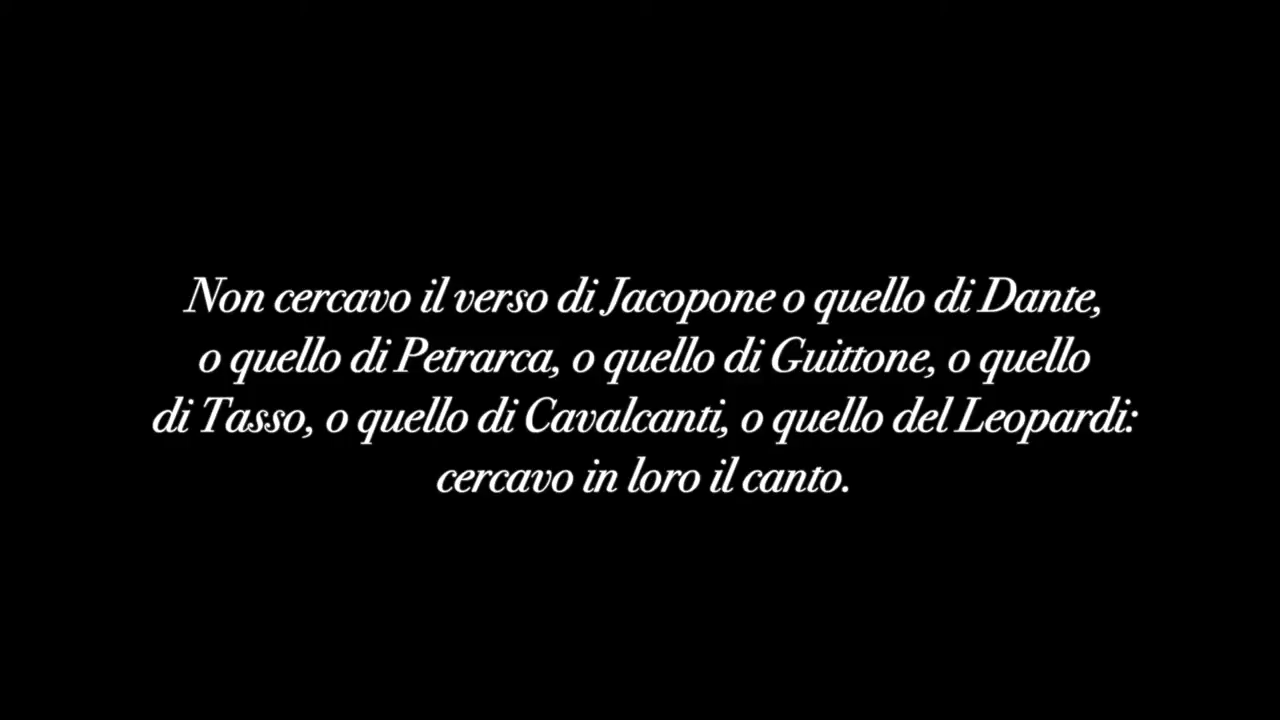 Non cercavo il verso di Jacopone o quello di Dante,
o quello di Petrarca, o quello di Guittone, o quello
di Tasso, o quello di Cavalcanti, o quello del Leopardi:
cercavo in loro il canto.